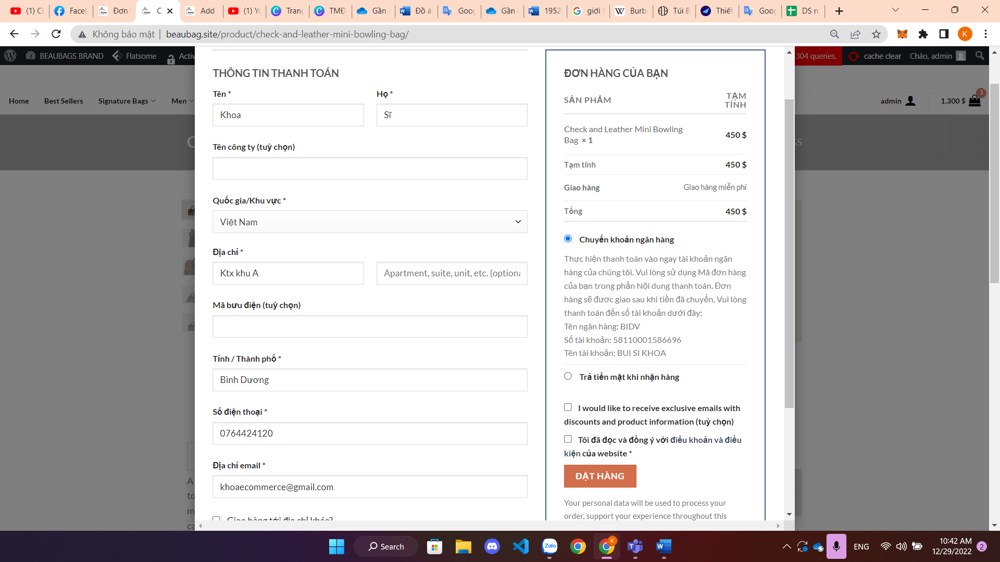 (1) Cl
Faceb
Đơn
C
Add
(1) Yo
Trang
TMĐ
Gần
Đồ á
Goog
Gần
1952
giới t
Burb
Túi B
Thiết
Goog
DS n
Không bảo mật
beaubag.site/product/check-and-leather-mini-bowling-bag/
K
BEAUBAGS BRAND
Flatsome
304 queries.
cache clear
Chào, admin
Home
Best Sellers
Signature Bags
Men
admin
1.300 $
3
THÔNG TIN THANH TOÁN
Tên *
Họ *
Khoa
Sĩ
Tên công ty (tuỳ chọn)
Quốc gia/Khu vực *
Việt Nam
Địa chỉ *
Ktx khu A
Apartment, suite, unit, etc. (optiona
Mã bưu điện (tuỳ chọn)
Tỉnh / Thành phố *
Bình Dương
Số điện thoại *
0764424120
Địa chỉ email *
khoaecommerce@gmail.com
Giao hàng tới địa chỉ khác?
ĐƠN HÀNG CỦA BẠN
SẢN PHẨM
TẠM
TÍNH
Check and Leather Mini Bowling
Bag × 1
450 $
Tạm tính
450 $
Giao hàng
Giao hàng miễn phí
Tổng
450 $
Chuyển khoản ngân hàng
Thực hiện thanh toán vào ngay tài khoản ngân
hàng của chúng tôi. Vui lòng sử dụng Mã đơn hàng
của bạn trong phần Nội dung thanh toán. Đơn
hàng sẽ đươc giao sau khi tiền đã chuyển. Vui lòng
thanh toán đến số tài khoản dưới đây:
Tên ngân hàng: BIDV
Số tài khoản: 58110001586696
Tên tài khoản: BUI SI KHOA
Trả tiền mặt khi nhận hàng
I would like to receive exclusive emails with
discounts and product information (tuỳ chọn)
Tôi đã đọc và đồng ý với điều khoản và điều
kiện của website *
ĐẶT HÀNG
Your personal data will be used to process your
order, support your experience throughout this
Search
Zalo
ENG
10:42 AM
12/29/2022
2